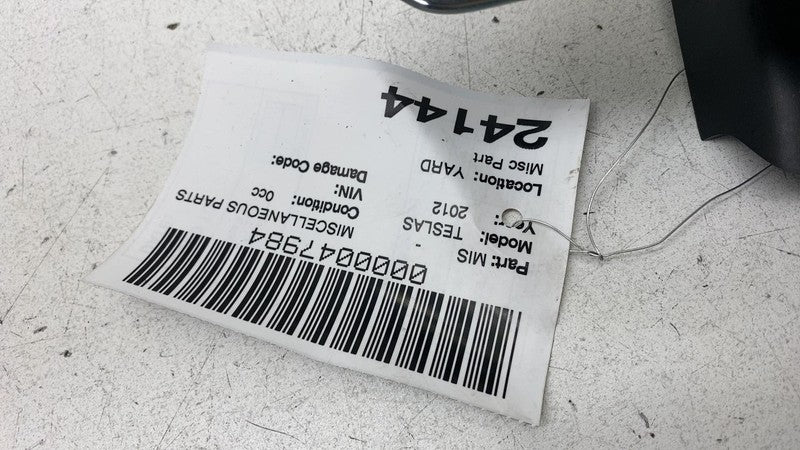 0000047984
Part: MIS - MISCELLANEOUS PARTS
Model: TESLAS
Year: 2012 Condition: 0cc
VIN:
Location: YARD Damage Code:
Misc Part
24144